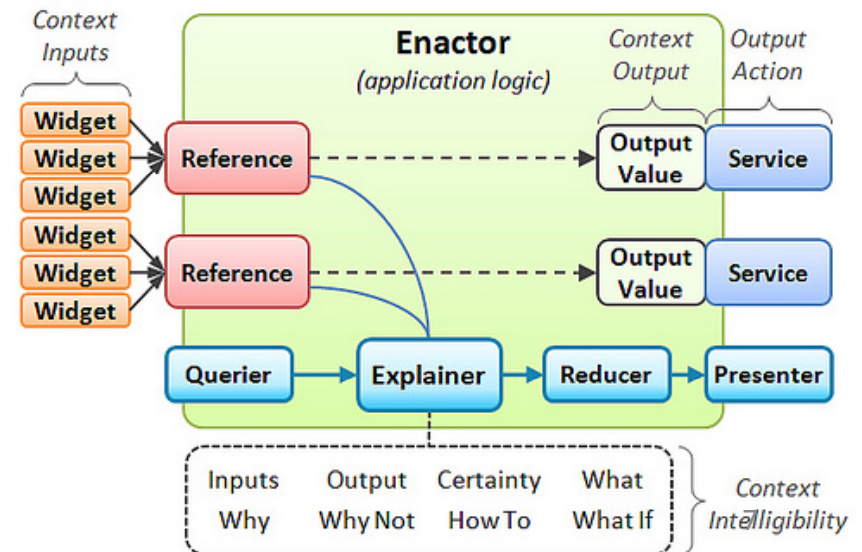 Context
Inputs
Enactor
(application logic)
Context
Output
Output
Action
Widget
Widget
Widget
Reference
Output
Value
Service
Widget
Widget
Widget
Reference
Output
Value
Service
Querier
Explainer
Reducer
Presenter
Inputs Output Certainty What
Why Why Not How To What If
Context
Intelligibility